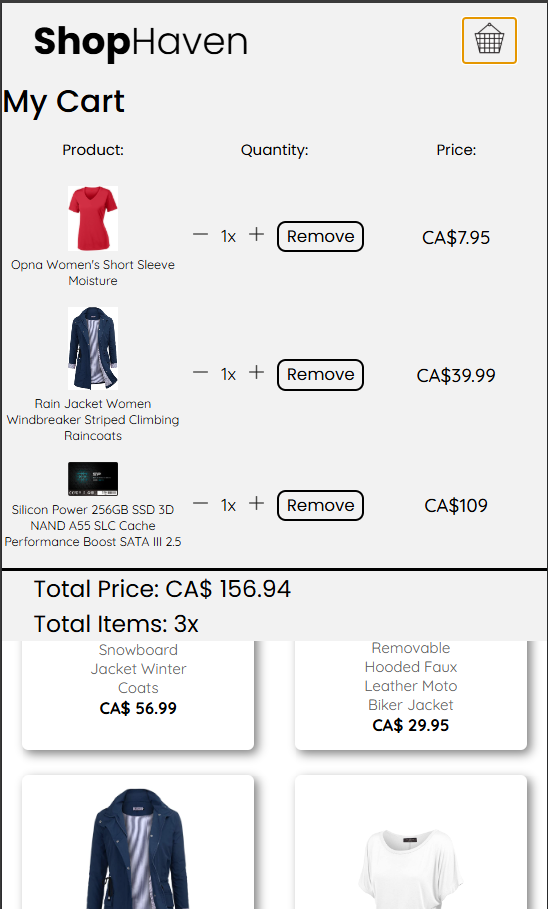 ShopHaven
My Cart
Product: Quantity: Price:
Opna Women's Short Sleeve
Moisture
1x Remove CA$7.95
Rain Jacket Women
Windbreaker Striped Climbing
Raincoats
1x Remove CA$39.99
Silicon Power 256GB SSD 3D
NAND A55 SLC Cache
Performance Boost SATA III 2.5
1x Remove CA$109
Total Price: CA$ 156.94
Total Items: 3x
Snowboard
Jacket Winter
Coats
CA$ 56.99
Removable
Hooded Faux
Leather Moto
Biker Jacket
CA$ 29.95